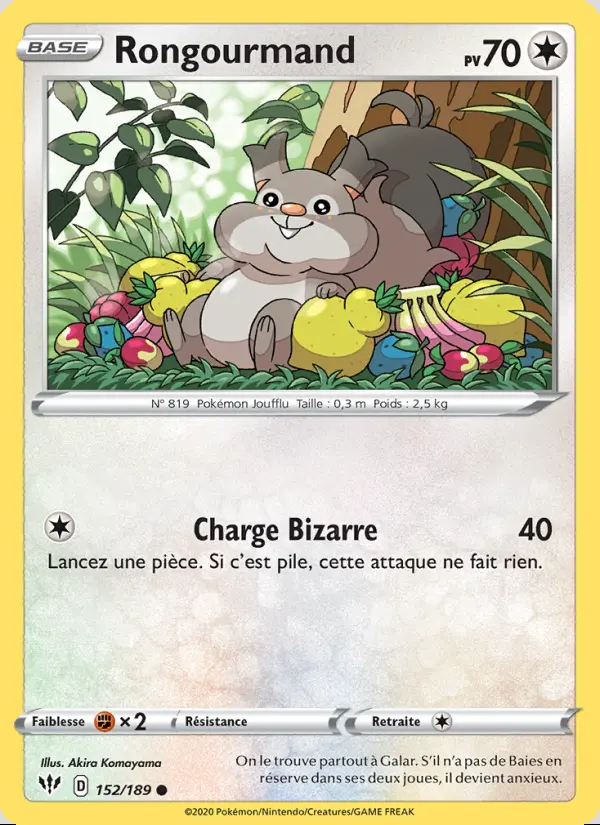 BASE Rongourmand PV 70
N° 819 Pokémon Joufflu Taille : 0,3 m Poids : 2,5 kg
Charge Bizarre 40
Lancez une pièce. Si c'est pile, cette attaque ne fait rien.
Faiblesse ×2 Résistance Retraite
Illus. Akira Komayama
On le trouve partout à Galar. S'il n'a pas de Baies en
réserve dans ses deux joues, il devient anxieux.
D 152/189
©2020 Pokémon/Nintendo/Creatures/GAME FREAK